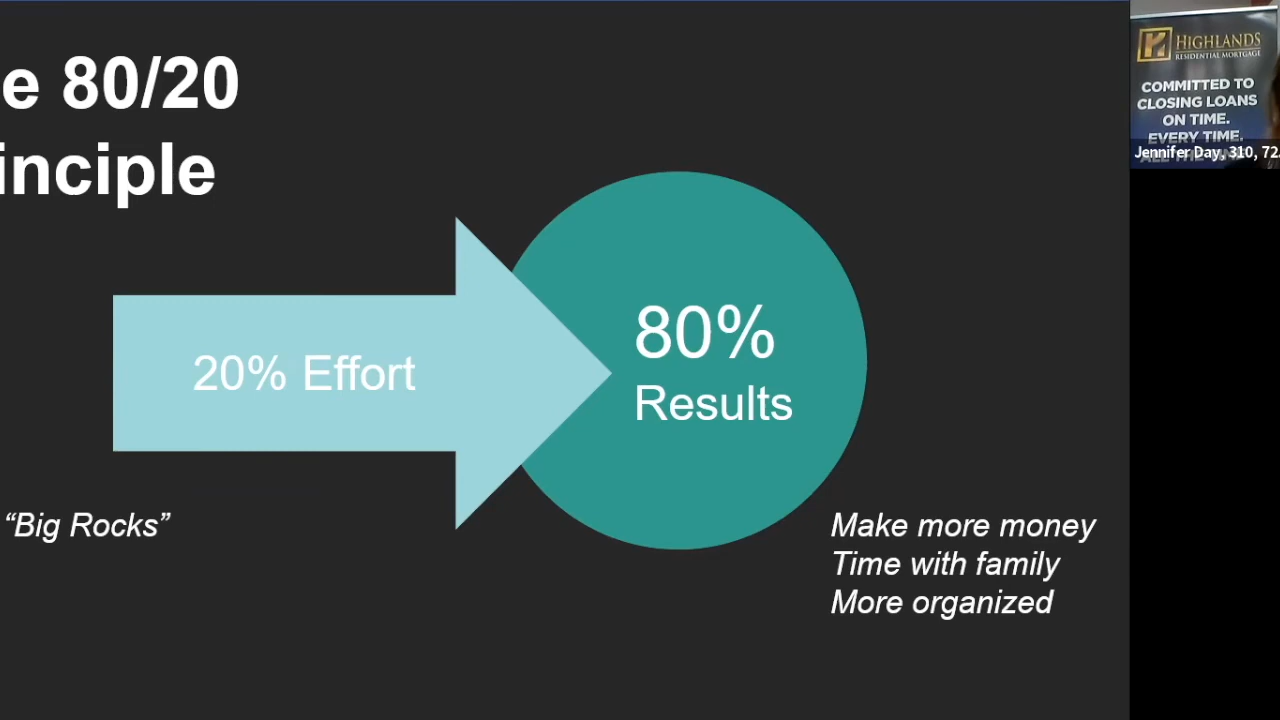 e 80/20
inciple
20% Effort
80%
Results
“Big Rocks”
Make more money
Time with family
More organized
HIGHLANDS
RESIDENTIAL MORTGAGE
COMMITTED TO
CLOSING LOANS
ON TIME.
EVERY TIME.
Jennifer Day, 310, 72